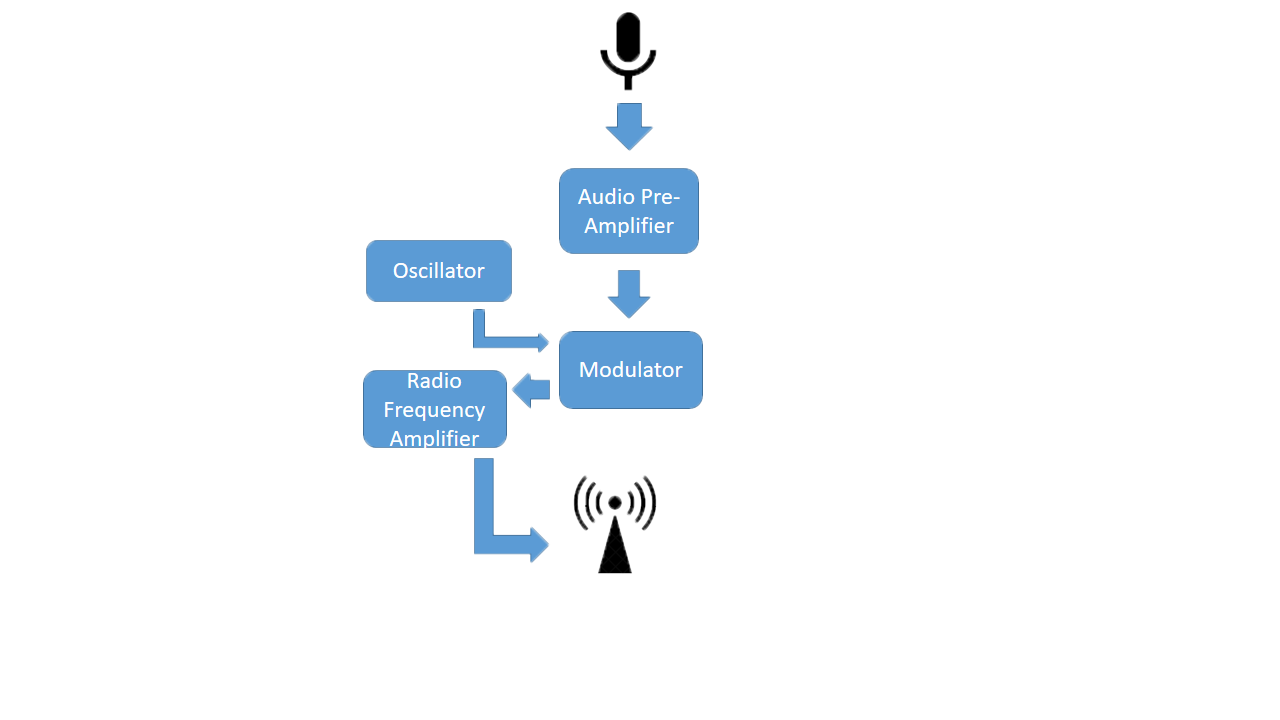 Audio Pre-
Amplifier
Oscillator
Modulator
Radio
Frequency
Amplifier